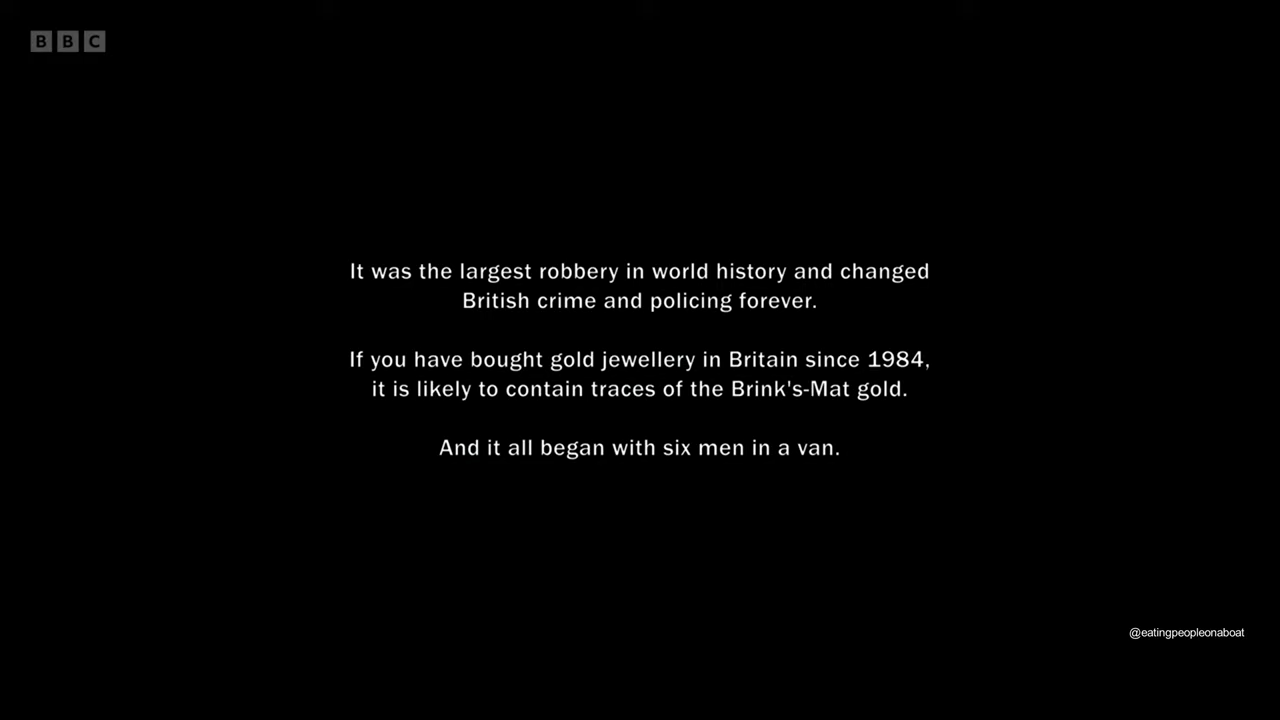 BBC
It was the largest robbery in world history and changed
British crime and policing forever.
If you have bought gold jewellery in Britain since 1984,
it is likely to contain traces of the Brink's-Mat gold.
And it all began with six men in a van.
@eatingpeopleonaboat